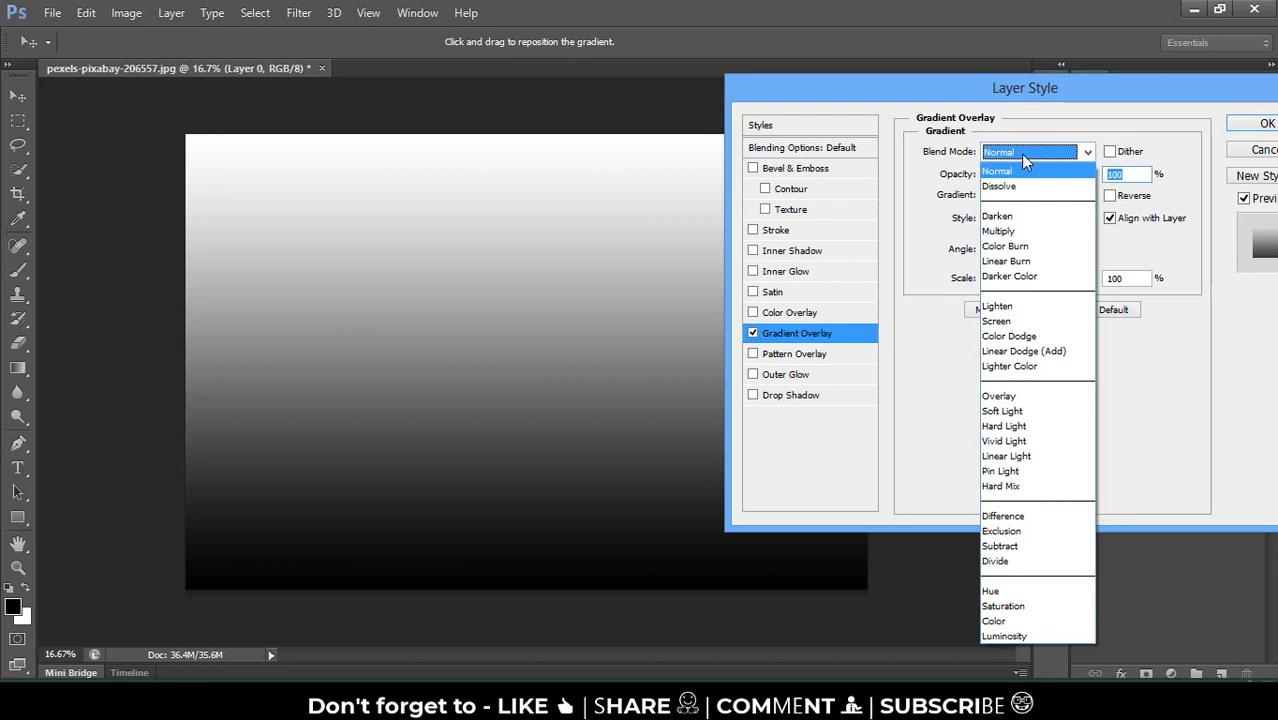 Ps File Edit Image Layer Type Select Filter 3D View Window Help
Click and drag to reposition the gradient.
Essentials
pexels-pixabay-206557.jpg @ 16.7% (Layer 0, RGB/8) * ×
Layer Style
Styles
Blending Options: Default
Bevel & Emboss
Contour
Texture
Stroke
Inner Shadow
Inner Glow
Satin
Color Overlay
Gradient Overlay
Pattern Overlay
Outer Glow
Drop Shadow
Gradient Overlay
Gradient
Blend Mode: Normal Dither
Opacity: 100 %
Gradient: Reverse
Style: Align with Layer
Angle:
Scale: 100 %
M Default
Normal
Dissolve
Darken
Multiply
Color Burn
Linear Burn
Darker Color
Lighten
Screen
Color Dodge
Linear Dodge (Add)
Lighter Color
Overlay
Soft Light
Hard Light
Vivid Light
Linear Light
Pin Light
Hard Mix
Difference
Exclusion
Subtract
Divide
Hue
Saturation
Color
Luminosity
OK
Canc
New Sty
Previ
16.67% Doc: 36.4M/35.6M
Mini Bridge Timeline
Don't forget to - LIKE | SHARE | COMMENT | SUBSCRIBE